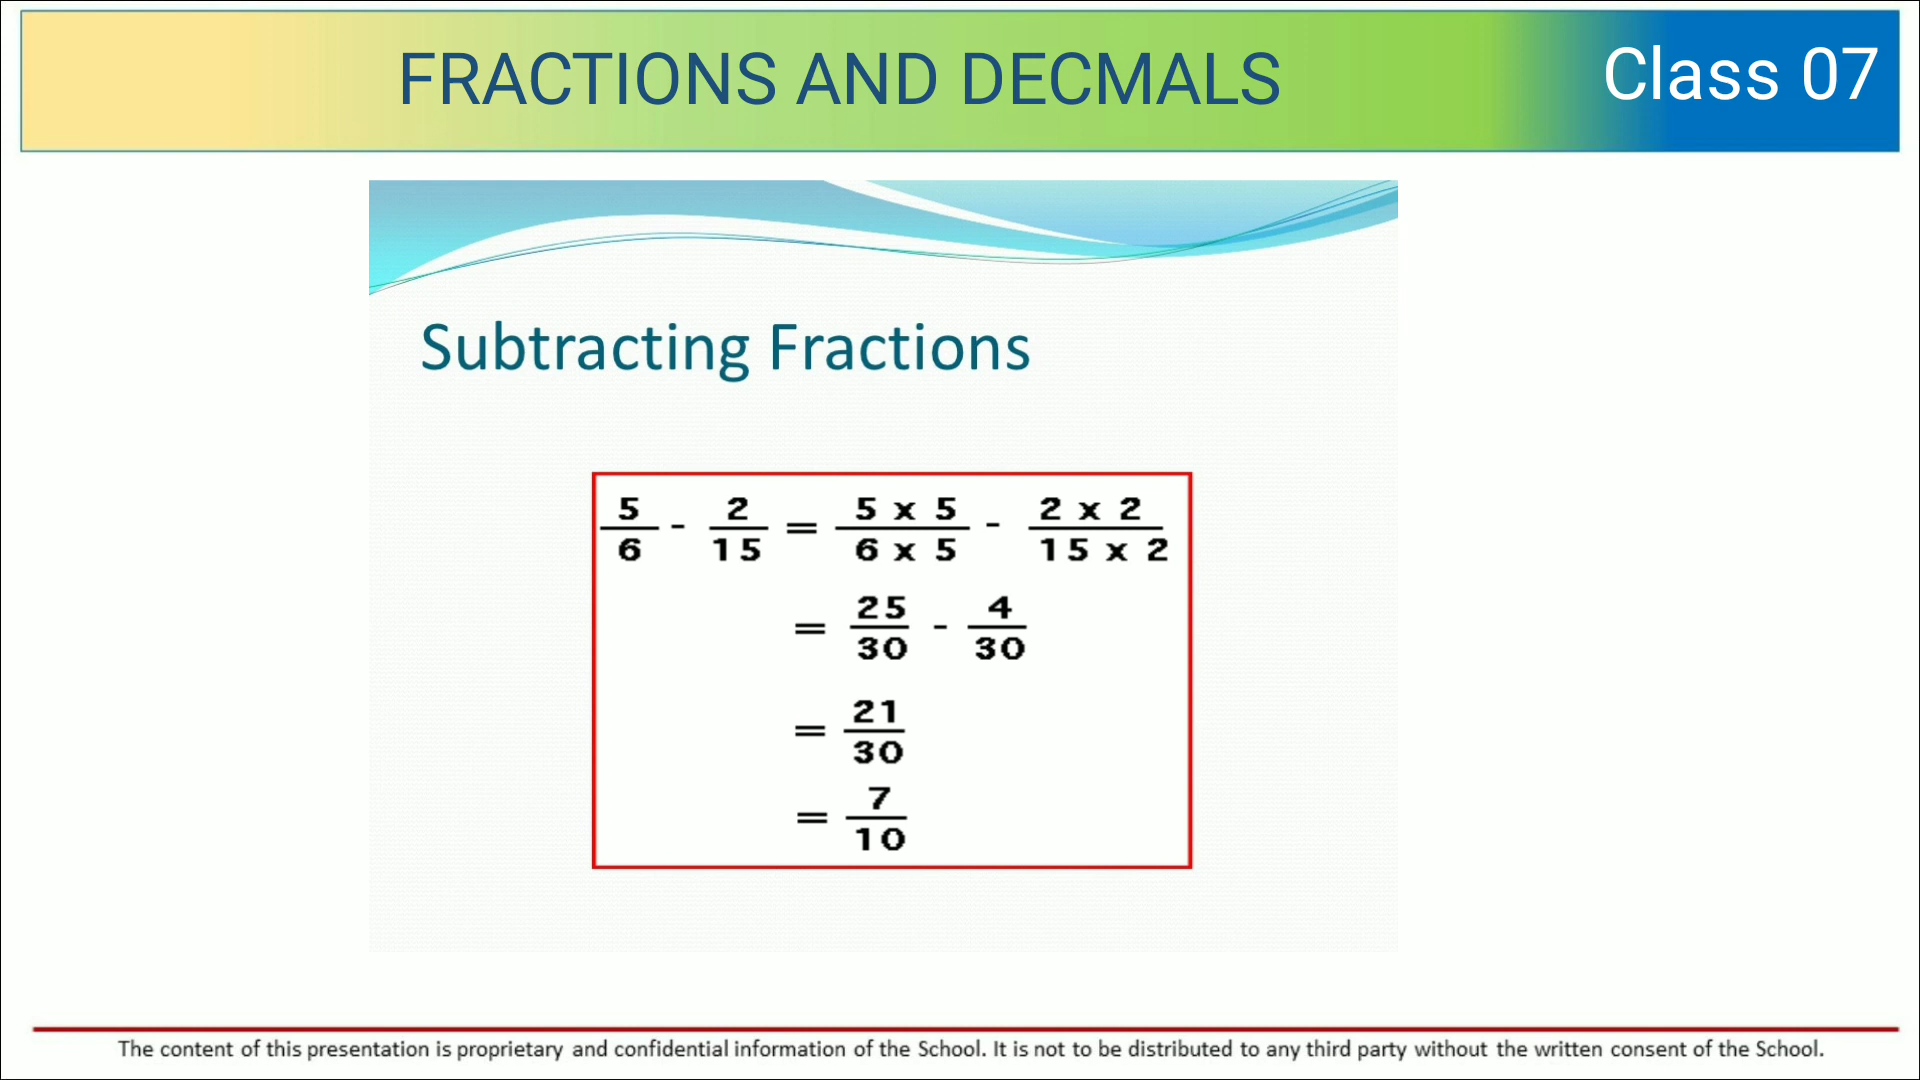 FRACTIONS AND DECMALS
Class 07
Subtracting Fractions
5/6 - 2/15 = 5 x 5/6 x 5 - 2 x 2/15 x 2
= 25/30 - 4/30
= 21/30
= 7/10
The content of this presentation is proprietary and confidential information of the School. It is not to be distributed to any third party without the written consent of the School.